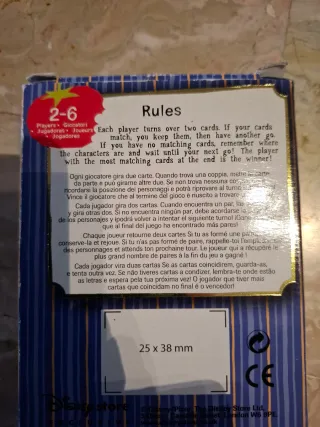 2-6
Players • Giocatori
• Jogadores • Joueurs
• Jugadores
Rules
Each player turns over two cards. If your cards
match, you keep them, then have another go.
If you have no matching cards, remember where
the characters are and wait until your next go! The player
with the most matching cards at the end is the winner!
Ogni giocatore gira due carte. Quando trova una coppia,
da parte e può girarne altre due. Se non trova nessuna
ricordare la posizione dei personaggi e potrà riprovare al turno
Vince il giocatore che al termine del gioco è riuscito a trovare
Cada jugador gira dos cartas. Cuando encuentra un par,
y gira otras dos. Si no encuentra ningún par, debe acordarse
de los personajes y ¡podrá volver a intentar el siguiente turno!
que al final del juego ha encontrado más pares!
Chaque joueur retourne deux cartes Si tu as formé une paire,
conserve-la et rejoue. Si tu n'as pas formé de paire, rappelle-toi
des personnages et attends ton prochaine tour. Le joueur qui a récupéré le
plus grand nombre de paires à la fin du jeu a gagné !
Cada jogador vira duas cartas Se as cartas coincidirem, guarda-as,
e tenta outra vez. Se não tiveres cartas a condizer, lembra-te onde estão
as letras e espera pela tua próxima vez! O jogador que tiver mais
cartas que coincidam no final é o vencedor!
25 x 38 mm
CE
Disney store
Store Ltd.
London W6